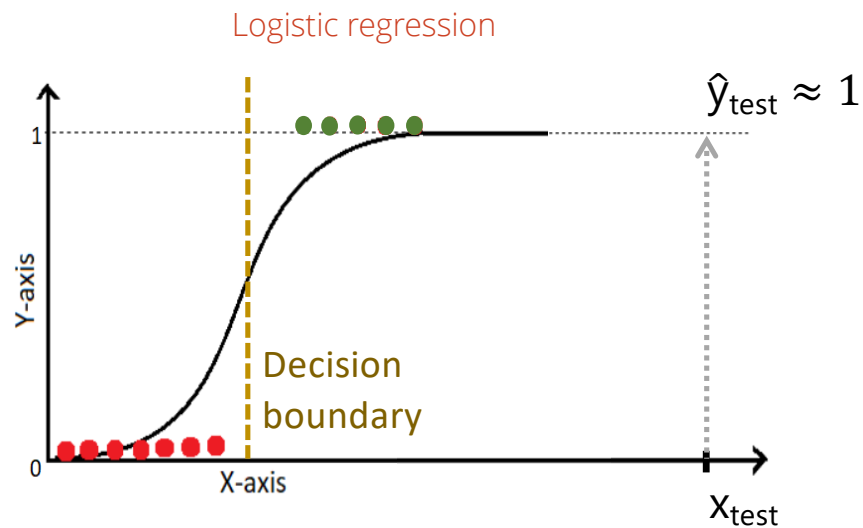 Logistic regression
ŷtest ≈ 1
1
Y-axis
Decision
boundary
0
X-axis
xtest